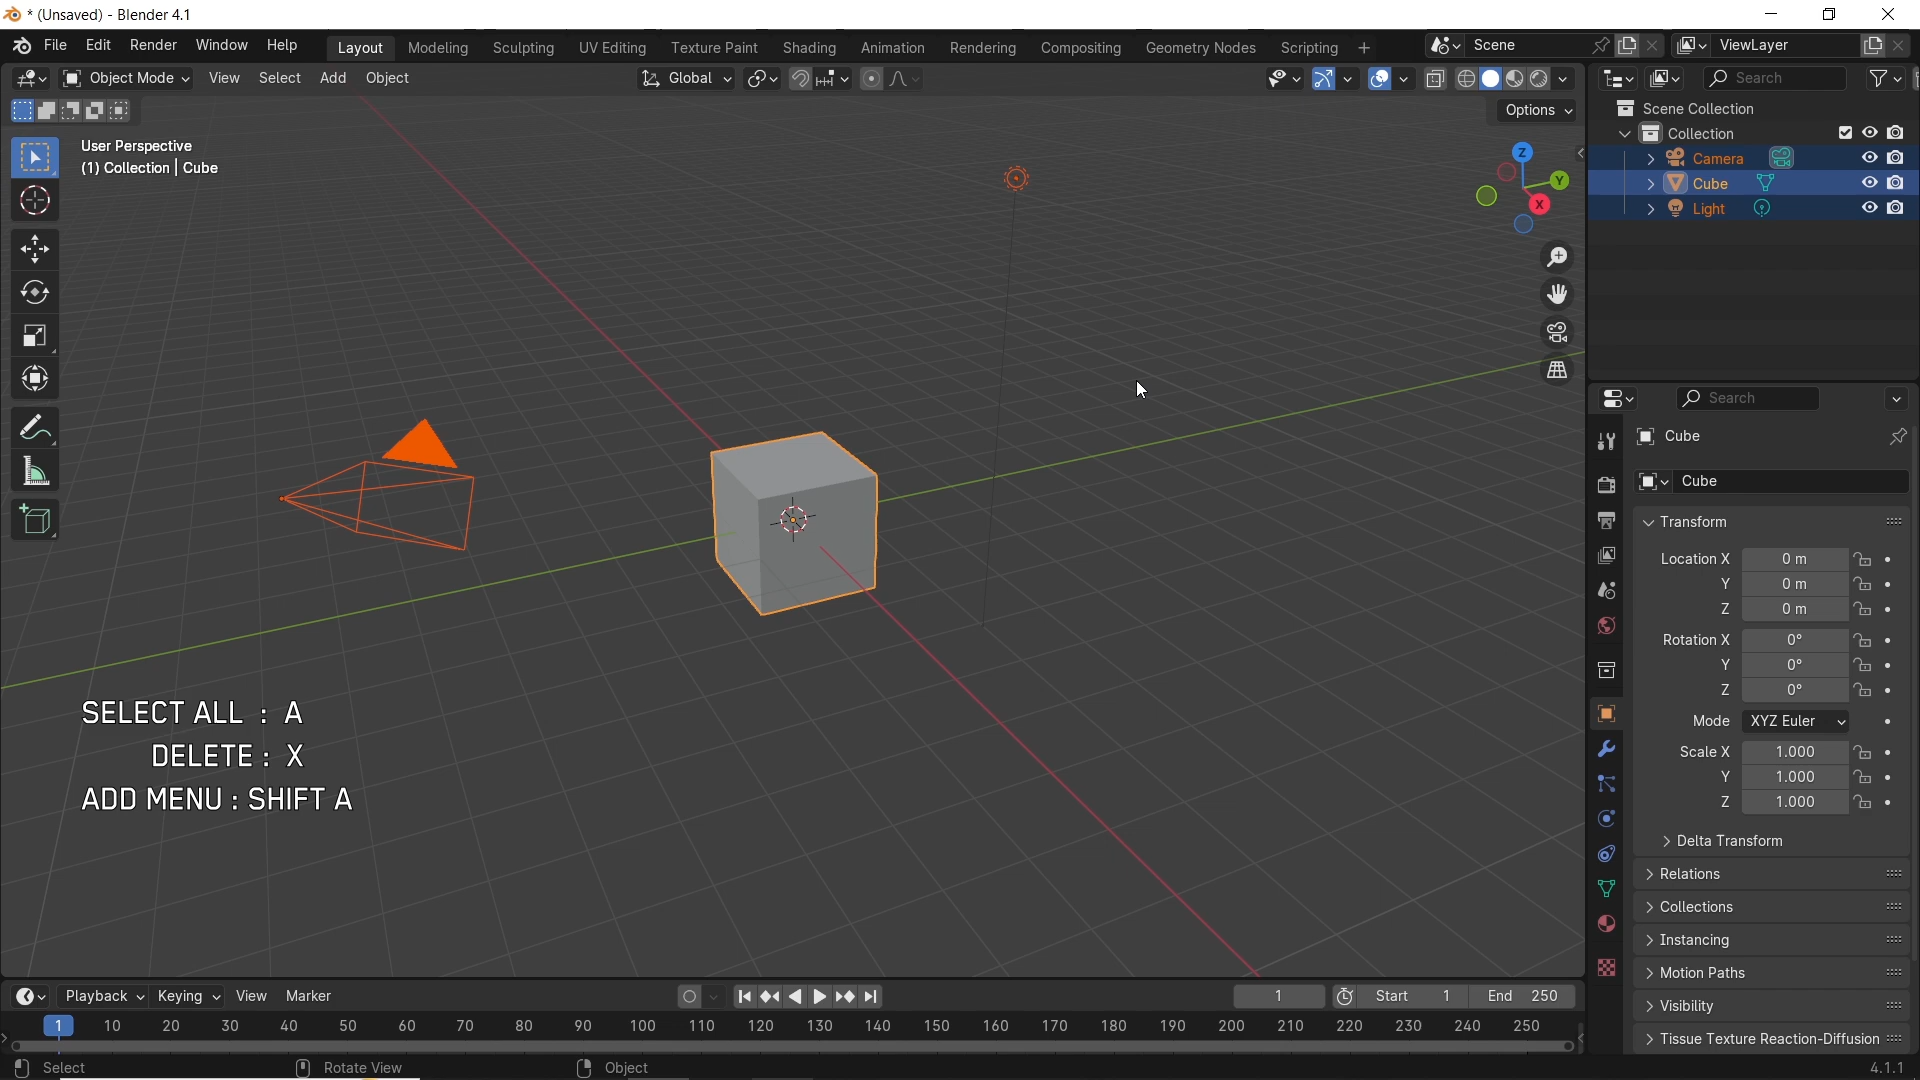 * (Unsaved) - Blender 4.1
File Edit Render Window Help Layout Modeling Sculpting UV Editing Texture Paint Shading Animation Rendering Compositing Geometry Nodes Scripting + Scene ViewLayer
Object Mode View Select Add Object Global Search
Options
User Perspective
(1) Collection | Cube
Z
Y
X
Scene Collection
Collection
Camera
Cube
Light
Search
Cube
Cube
Transform
Location X 0 m
Y 0 m
Z 0 m
Rotation X 0°
Y 0°
Z 0°
Mode XYZ Euler
Scale X 1.000
Y 1.000
Z 1.000
Delta Transform
Relations
Collections
Instancing
Motion Paths
Visibility
Tissue Texture Reaction-Diffusion
SELECT ALL : A
DELETE : X
ADD MENU : SHIFT A
Playback Keying View Marker 1 Start 1 End 250
1 10 20 30 40 50 60 70 80 90 100 110 120 130 140 150 160 170 180 190 200 210 220 230 240 250
Select Rotate View Object 4.1.1